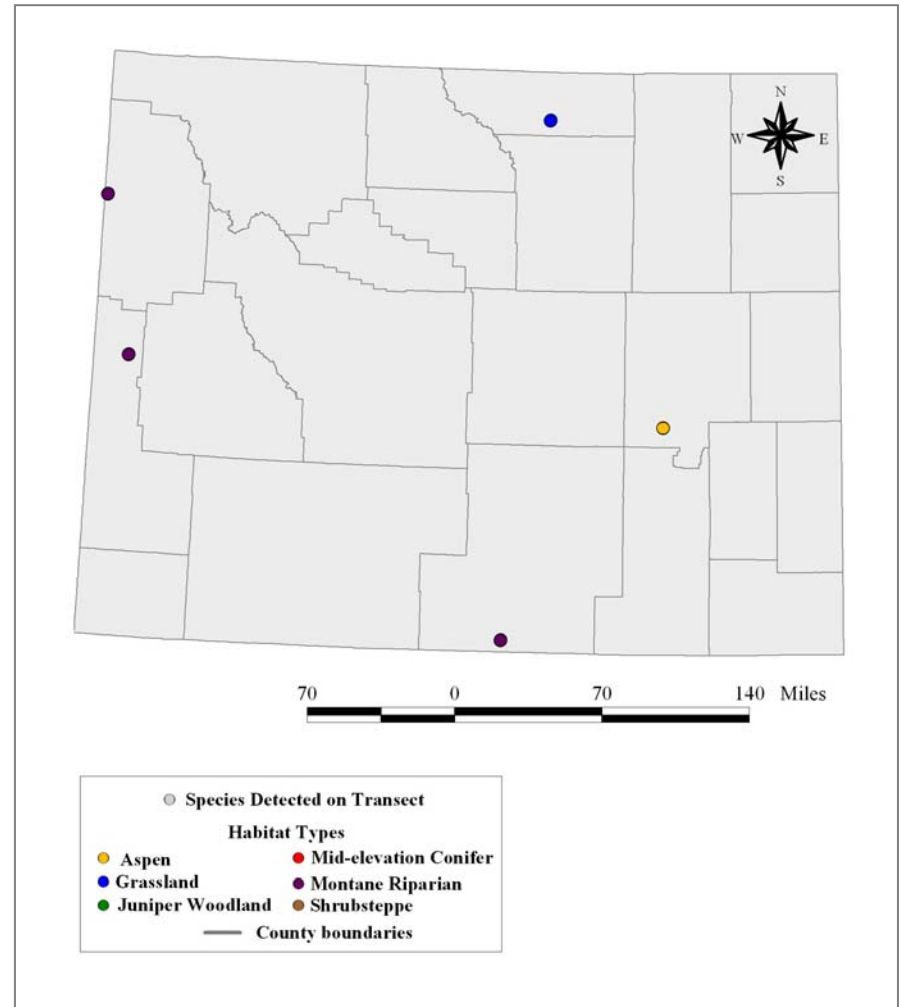 N
W E
S
70 0 70 140 Miles
Species Detected on Transect
Habitat Types
Aspen Mid-elevation Conifer
Grassland Montane Riparian
Juniper Woodland Shrubsteppe
County boundaries